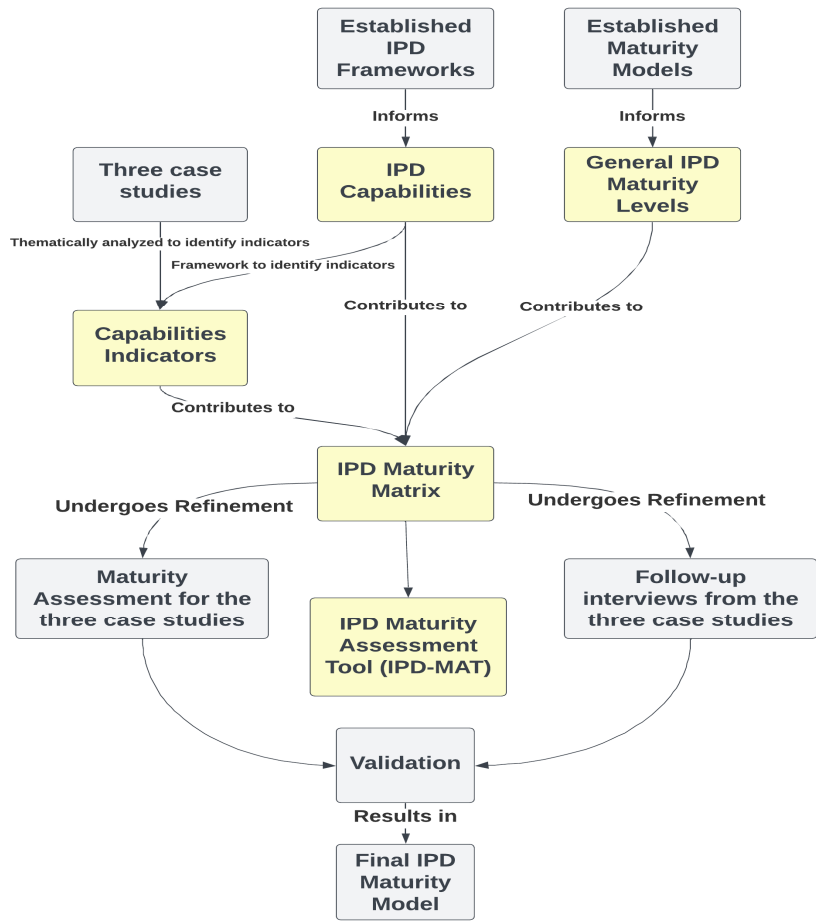 Established
IPD
Frameworks
Established
Maturity
Models
Informs
Informs
Three case
studies
IPD
Capabilities
General IPD
Maturity
Levels
Thematically analyzed to identify indicators
Framework to identify indicators
Contributes to
Contributes to
Capabilities
Indicators
Contributes to
IPD Maturity
Matrix
Undergoes Refinement
Undergoes Refinement
Maturity
Assessment for the
three case studies
IPD Maturity
Assessment
Tool (IPD-MAT)
Follow-up
interviews from the
three case studies
Validation
Results in
Final IPD
Maturity
Model